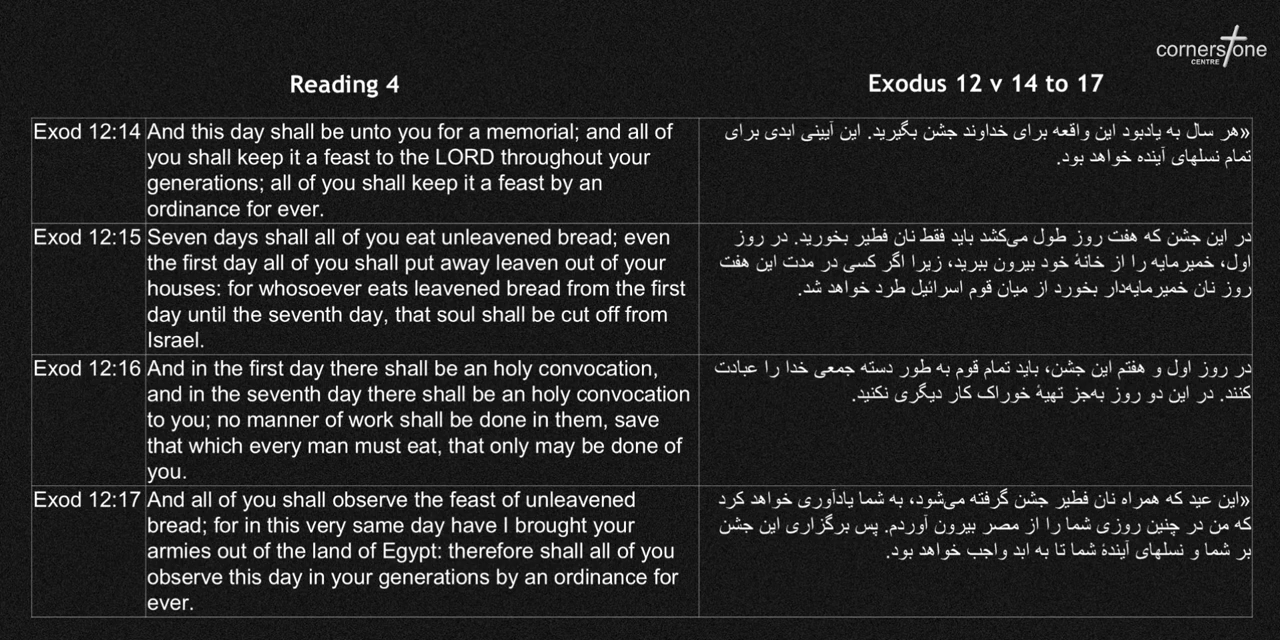 cornerstone
CENTRE
Reading 4
Exodus 12 v 14 to 17
Exod 12:14
And this day shall be unto you for a memorial; and all of
you shall keep it a feast to the LORD throughout your
generations; all of you shall keep it a feast by an
ordinance for ever.
«هر سال به یادبود این واقعه برای خداوند جشن بگیرید. این آیینی ابدی برای
تمام نسلهای آینده خواهد بود.
Exod 12:15
Seven days shall all of you eat unleavened bread; even
the first day all of you shall put away leaven out of your
houses: for whosoever eats leavened bread from the first
day until the seventh day, that soul shall be cut off from
Israel.
در این جشن که هفت روز طول می‌کشد باید فقط نان فطیر بخورید. در روز
اول، خمیرمایه را از خانهٔ خود بیرون ببرید، زیرا اگر کسی در مدت این هفت
روز نان خمیرمایه‌دار بخورد از میان قوم اسرائیل طرد خواهد شد.
Exod 12:16
And in the first day there shall be an holy convocation,
and in the seventh day there shall be an holy convocation
to you; no manner of work shall be done in them, save
that which every man must eat, that only may be done of
you.
در روز اول و هفتم این جشن، باید تمام قوم به طور دسته جمعی خدا را عبادت
کنند. در این دو روز به‌جز تهیهٔ خوراک کار دیگری نکنید.
Exod 12:17
And all of you shall observe the feast of unleavened
bread; for in this very same day have I brought your
armies out of the land of Egypt: therefore shall all of you
observe this day in your generations by an ordinance for
ever.
«این عید که همراه نان فطیر جشن گرفته می‌شود، به شما یادآوری خواهد کرد
که من در چنین روزی شما را از مصر بیرون آوردم. پس برگزاری این جشن
بر شما و نسلهای آیندهٔ شما تا به ابد واجب خواهد بود.